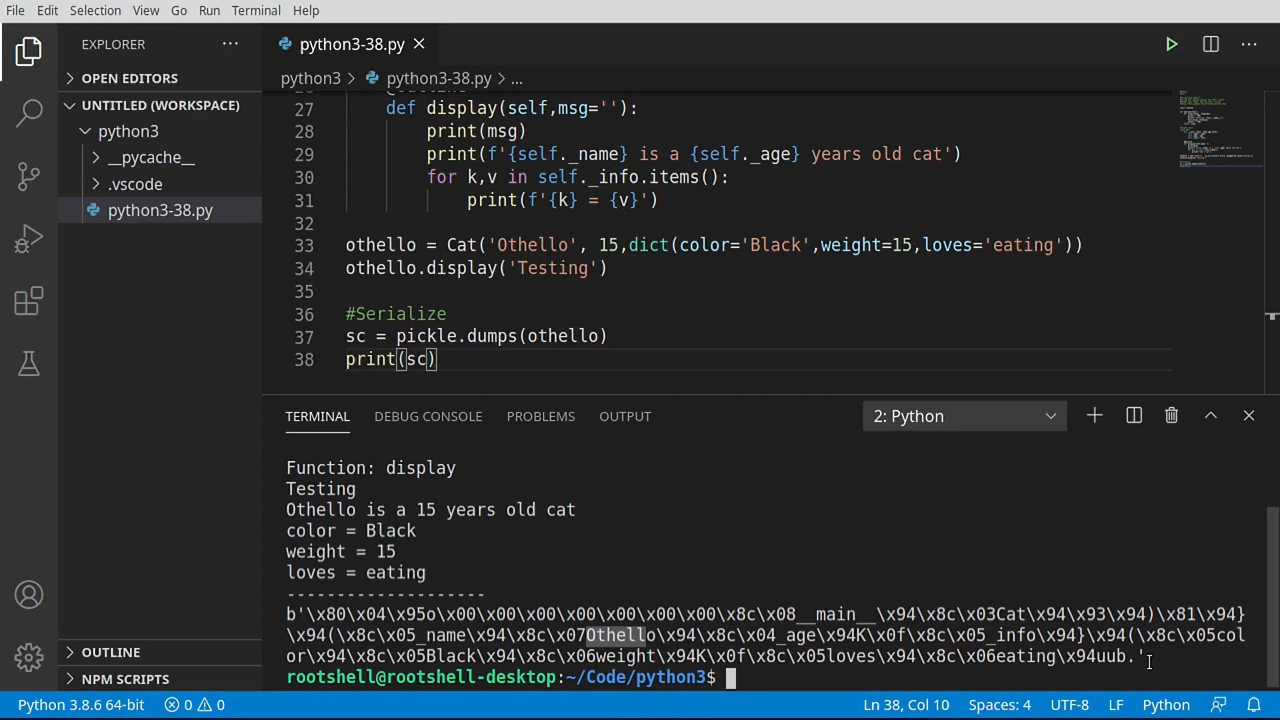 File Edit Selection View Go Run Terminal Help
EXPLORER
OPEN EDITORS
UNTITLED (WORKSPACE)
python3
__pycache__
.vscode
python3-38.py
OUTLINE
NPM SCRIPTS
python3-38.py
python3 > python3-38.py > ...
27 def display(self,msg=''):
28 print(msg)
29 print(f'{self._name} is a {self._age} years old cat')
30 for k,v in self._info.items():
31 print(f'{k} = {v}')
32
33 othello = Cat('Othello', 15,dict(color='Black',weight=15,loves='eating'))
34 othello.display('Testing')
35
36 #Serialize
37 sc = pickle.dumps(othello)
38 print(sc)
TERMINAL DEBUG CONSOLE PROBLEMS OUTPUT 2: Python
Function: display
Testing
Othello is a 15 years old cat
color = Black
weight = 15
loves = eating
--------------------
b'\x80\x04\x95o\x00\x00\x00\x00\x00\x00\x00\x8c\x08__main__\x94\x8c\x03Cat\x94\x93\x94)\x81\x94}
\x94(\x8c\x05_name\x94\x8c\x07Othello\x94\x8c\x04_age\x94K\x0f\x8c\x05_info\x94}\x94(\x8c\x05col
or\x94\x8c\x05Black\x94\x8c\x06weight\x94K\x0f\x8c\x05loves\x94\x8c\x06eating\x94uub.'
rootshell@rootshell-desktop:~/Code/python3$
Python 3.8.6 64-bit 0 0 Ln 38, Col 10 Spaces: 4 UTF-8 LF Python